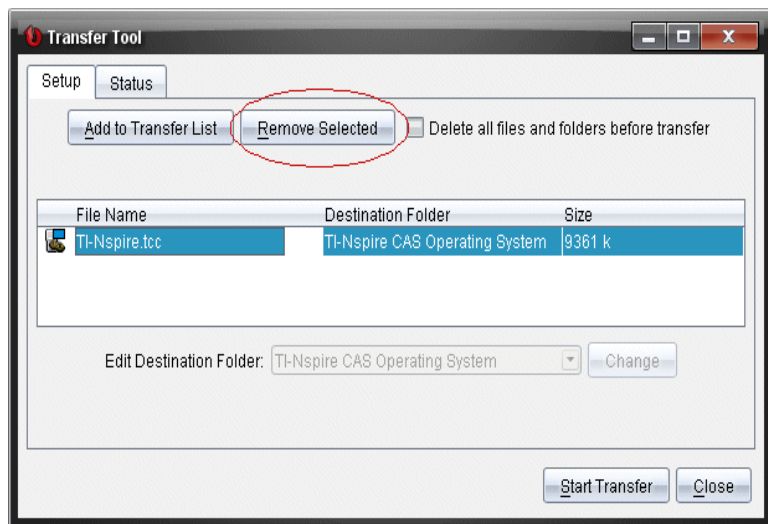 Transfer Tool
Setup Status
Add to Transfer List Remove Selected Delete all files and folders before transfer
File Name Destination Folder Size
TI-Nspire.tcc TI-Nspire CAS Operating System 9361 k
Edit Destination Folder: TI-Nspire CAS Operating System Change
Start Transfer Close